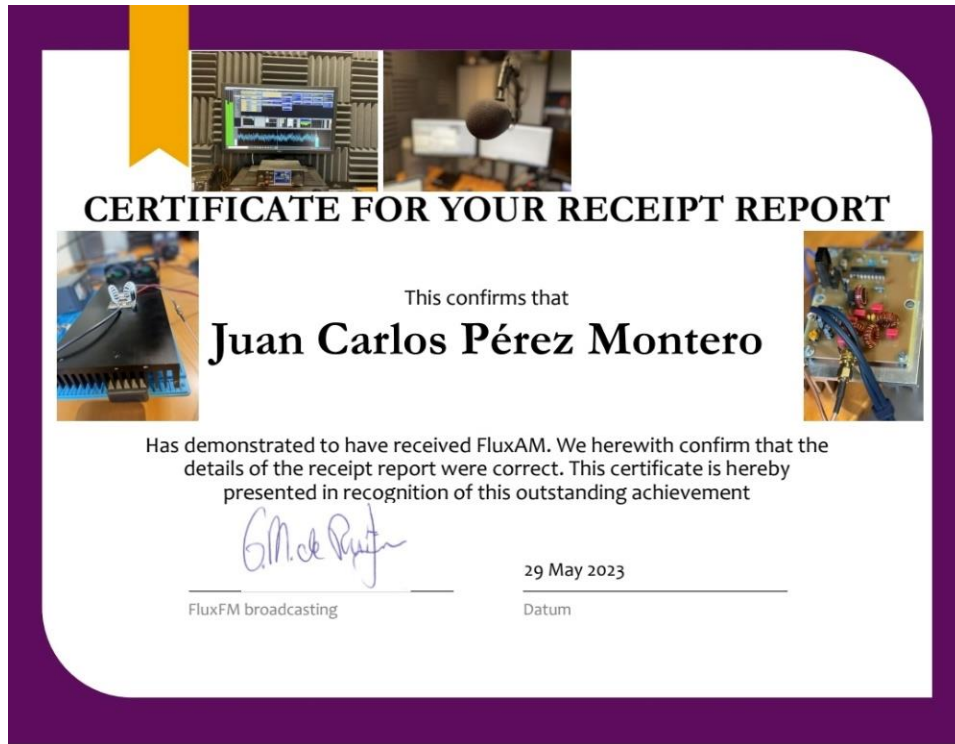 CERTIFICATE FOR YOUR RECEIPT REPORT
This confirms that
Juan Carlos Pérez Montero
Has demonstrated to have received FluxAM. We herewith confirm that the
details of the receipt report were correct. This certificate is hereby
presented in recognition of this outstanding achievement
29 May 2023
FluxFM broadcasting
Datum